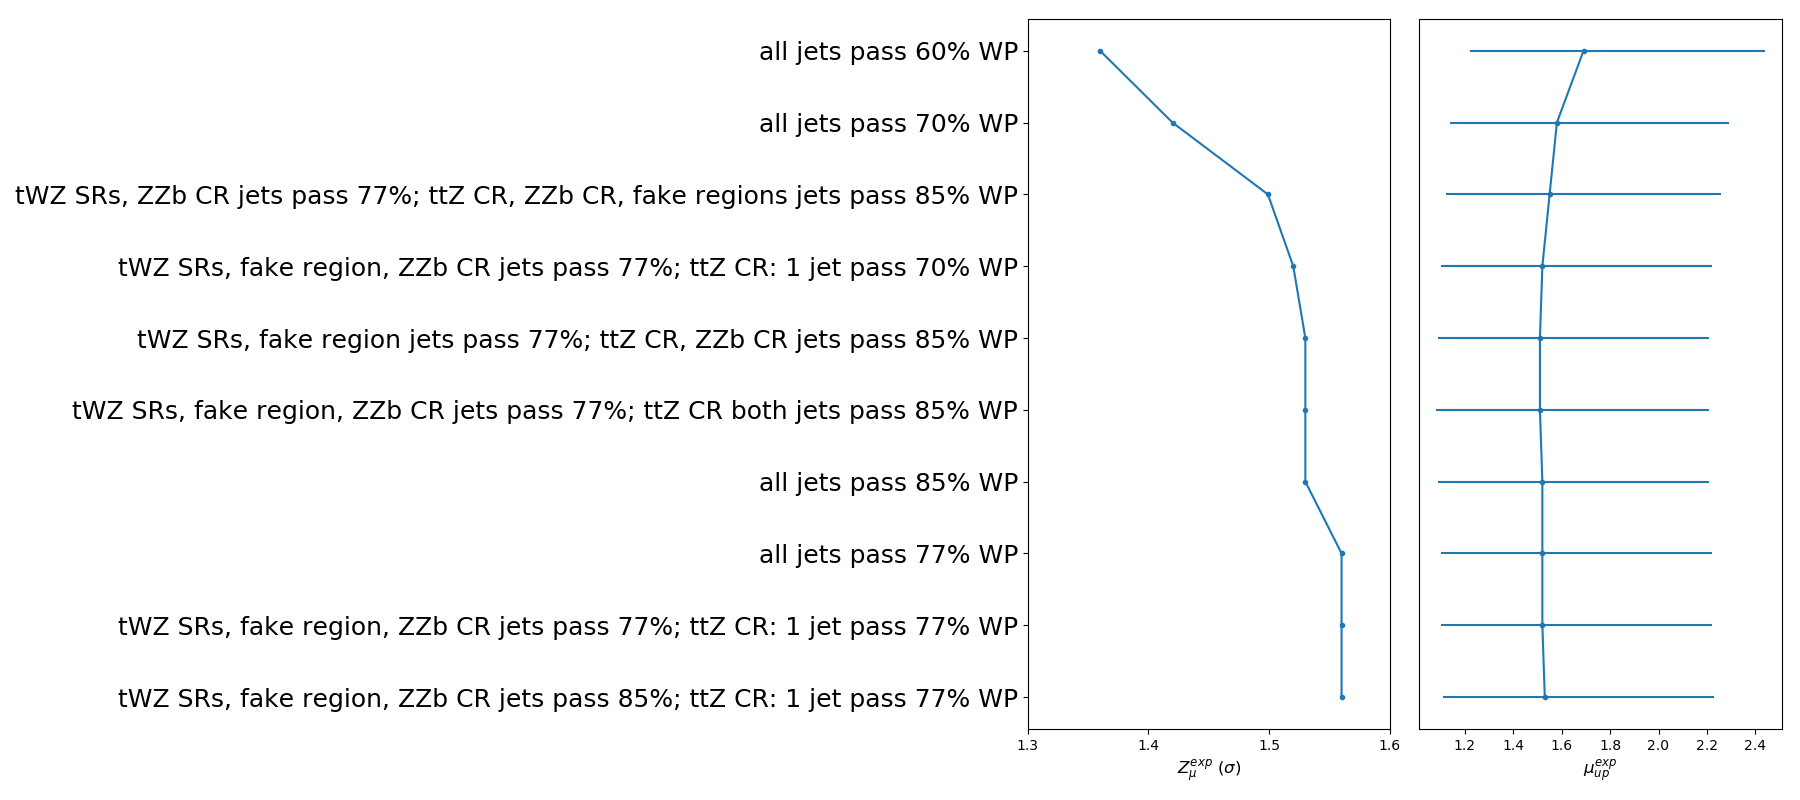 all jets pass 60% WP
all jets pass 70% WP
tWZ SRs, ZZb CR jets pass 77%; ttZ CR, ZZb CR, fake regions jets pass 85% WP
tWZ SRs, fake region, ZZb CR jets pass 77%; ttZ CR: 1 jet pass 70% WP
tWZ SRs, fake region jets pass 77%; ttZ CR, ZZb CR jets pass 85% WP
tWZ SRs, fake region, ZZb CR jets pass 77%; ttZ CR both jets pass 85% WP
all jets pass 85% WP
all jets pass 77% WP
tWZ SRs, fake region, ZZb CR jets pass 77%; ttZ CR: 1 jet pass 77% WP
tWZ SRs, fake region, ZZb CR jets pass 85%; ttZ CR: 1 jet pass 77% WP
1.3 1.4 1.5 1.6
Z_μ^exp (σ)
1.2 1.4 1.6 1.8 2.0 2.2 2.4
μ_up^exp